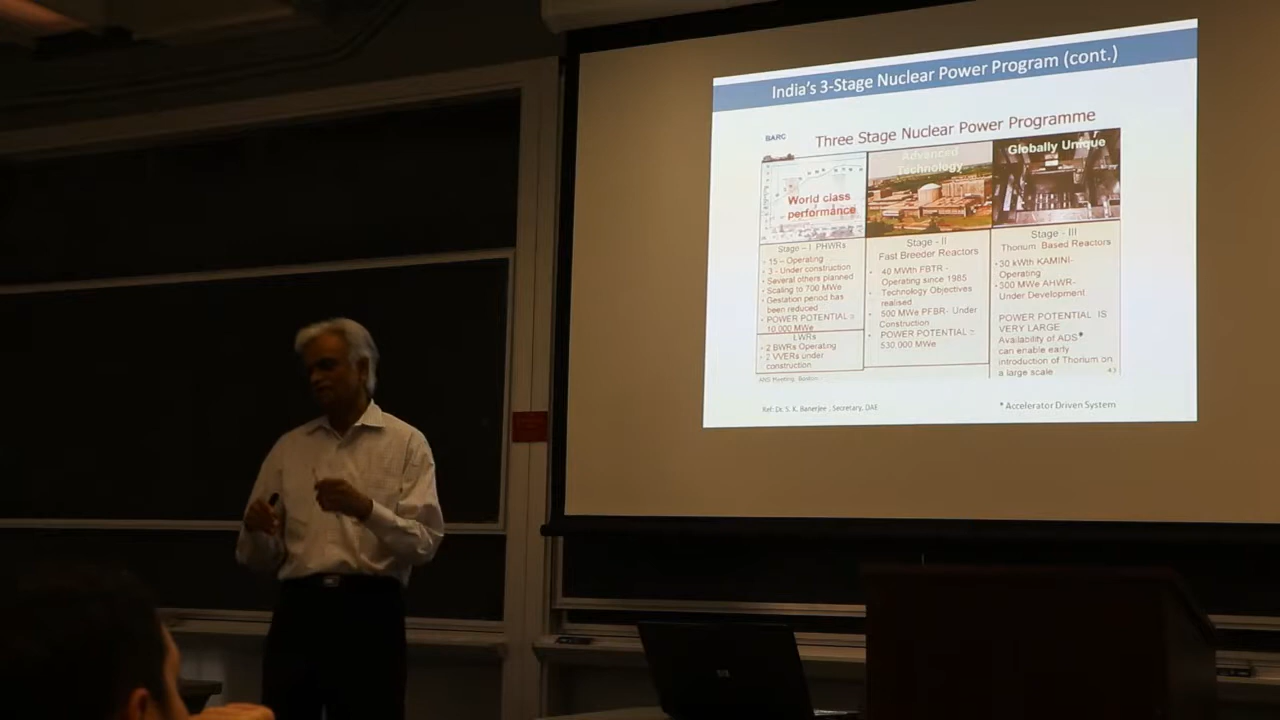 India's 3-Stage Nuclear Power Program (cont.)
BARC
Three Stage Nuclear Power Programme
World class
performance
Advanced
Technology
Globally Unique
Stage – I PHWRs
• 15 – Operating
• 3 - Under construction
• Several others planned
• Scaling to 700 MWe
• Gestation period has
been reduced
• POWER POTENTIAL ≅
10,000 MWe
LWRs
• 2 BWRs Operating
• 2 VVERs under
construction
Stage - II
Fast Breeder Reactors
• 40 MWth FBTR -
Operating since 1985
• Technology Objectives
realised
• 500 MWe PFBR- Under
Construction
• POWER POTENTIAL ≅
530,000 MWe
Stage - III
Thorium Based Reactors
• 30 kWth KAMINI-
Operating
• 300 MWe AHWR-
Under Development
POWER POTENTIAL IS
VERY LARGE
Availability of ADS*
can enable early
introduction of Thorium on
a large scale
ANS Meeting Boston
43
Ref: Dr. S. K. Banerjee, Secretary, DAE
* Accelerator Driven System